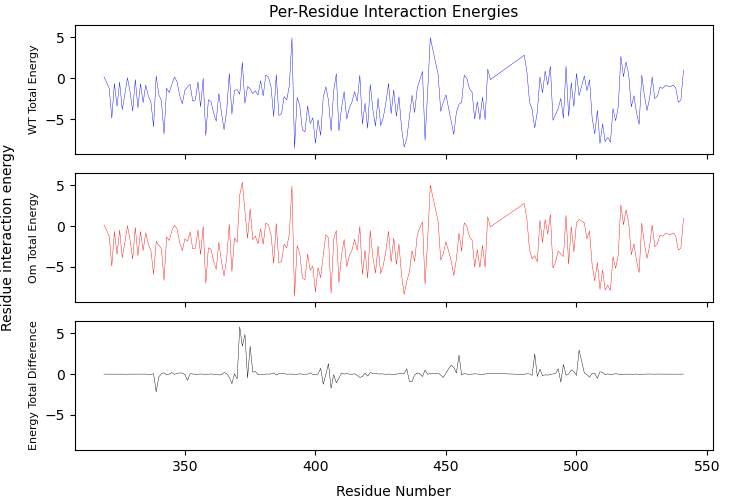 Per-Residue Interaction Energies
5
0
−5
WT Total Energy
5
0
−5
Om Total Energy
5
0
−5
Energy Total Difference
Residue interaction energy
350
400
450
500
550
Residue Number